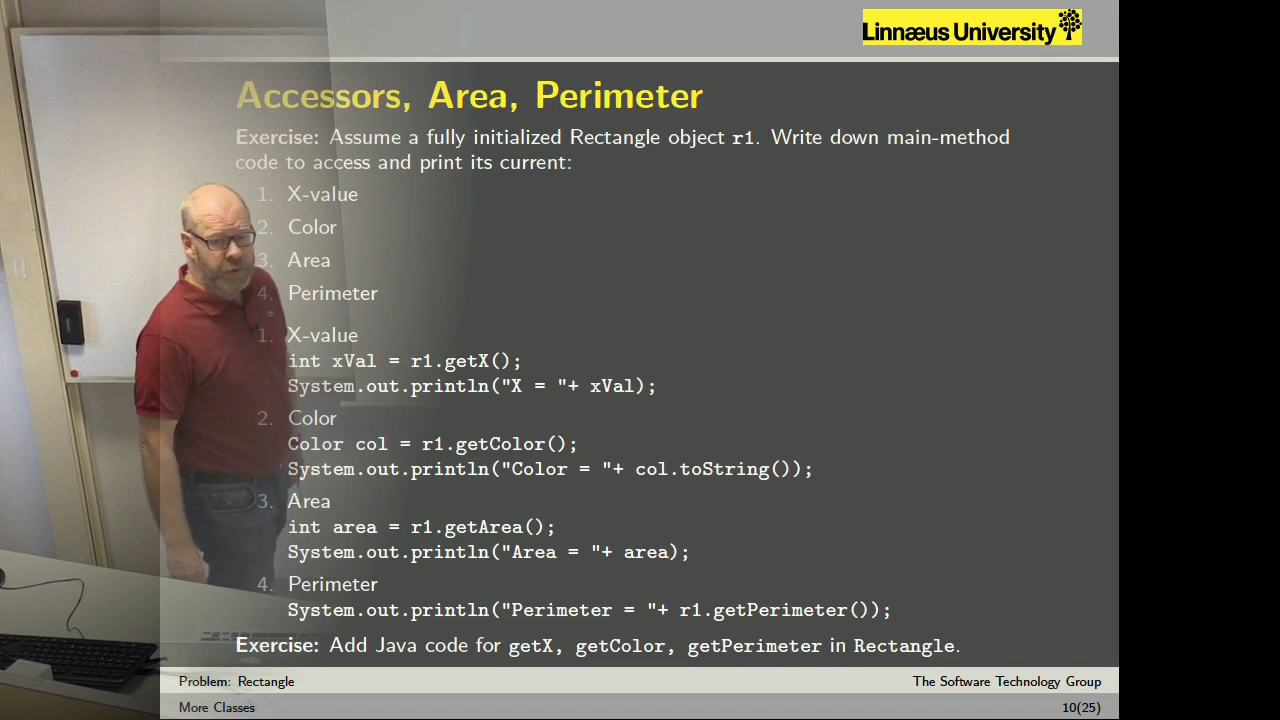 Linnæus University
Accessors, Area, Perimeter
Exercise: Assume a fully initialized Rectangle object r1. Write down main-method
code to access and print its current:
1. X-value
2. Color
3. Area
4. Perimeter
1. X-value
int xVal = r1.getX();
System.out.println("X = "+ xVal);
2. Color
Color col = r1.getColor();
System.out.println("Color = "+ col.toString());
3. Area
int area = r1.getArea();
System.out.println("Area = "+ area);
4. Perimeter
System.out.println("Perimeter = "+ r1.getPerimeter());
Exercise: Add Java code for getX, getColor, getPerimeter in Rectangle.
Problem: Rectangle
The Software Technology Group
More Classes
10(25)